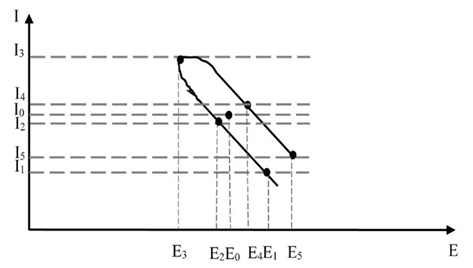 I
I₃
I₄
I₀
I₂
I₅
I₁
E
E₃ E₂E₀ E₄E₁ E₅